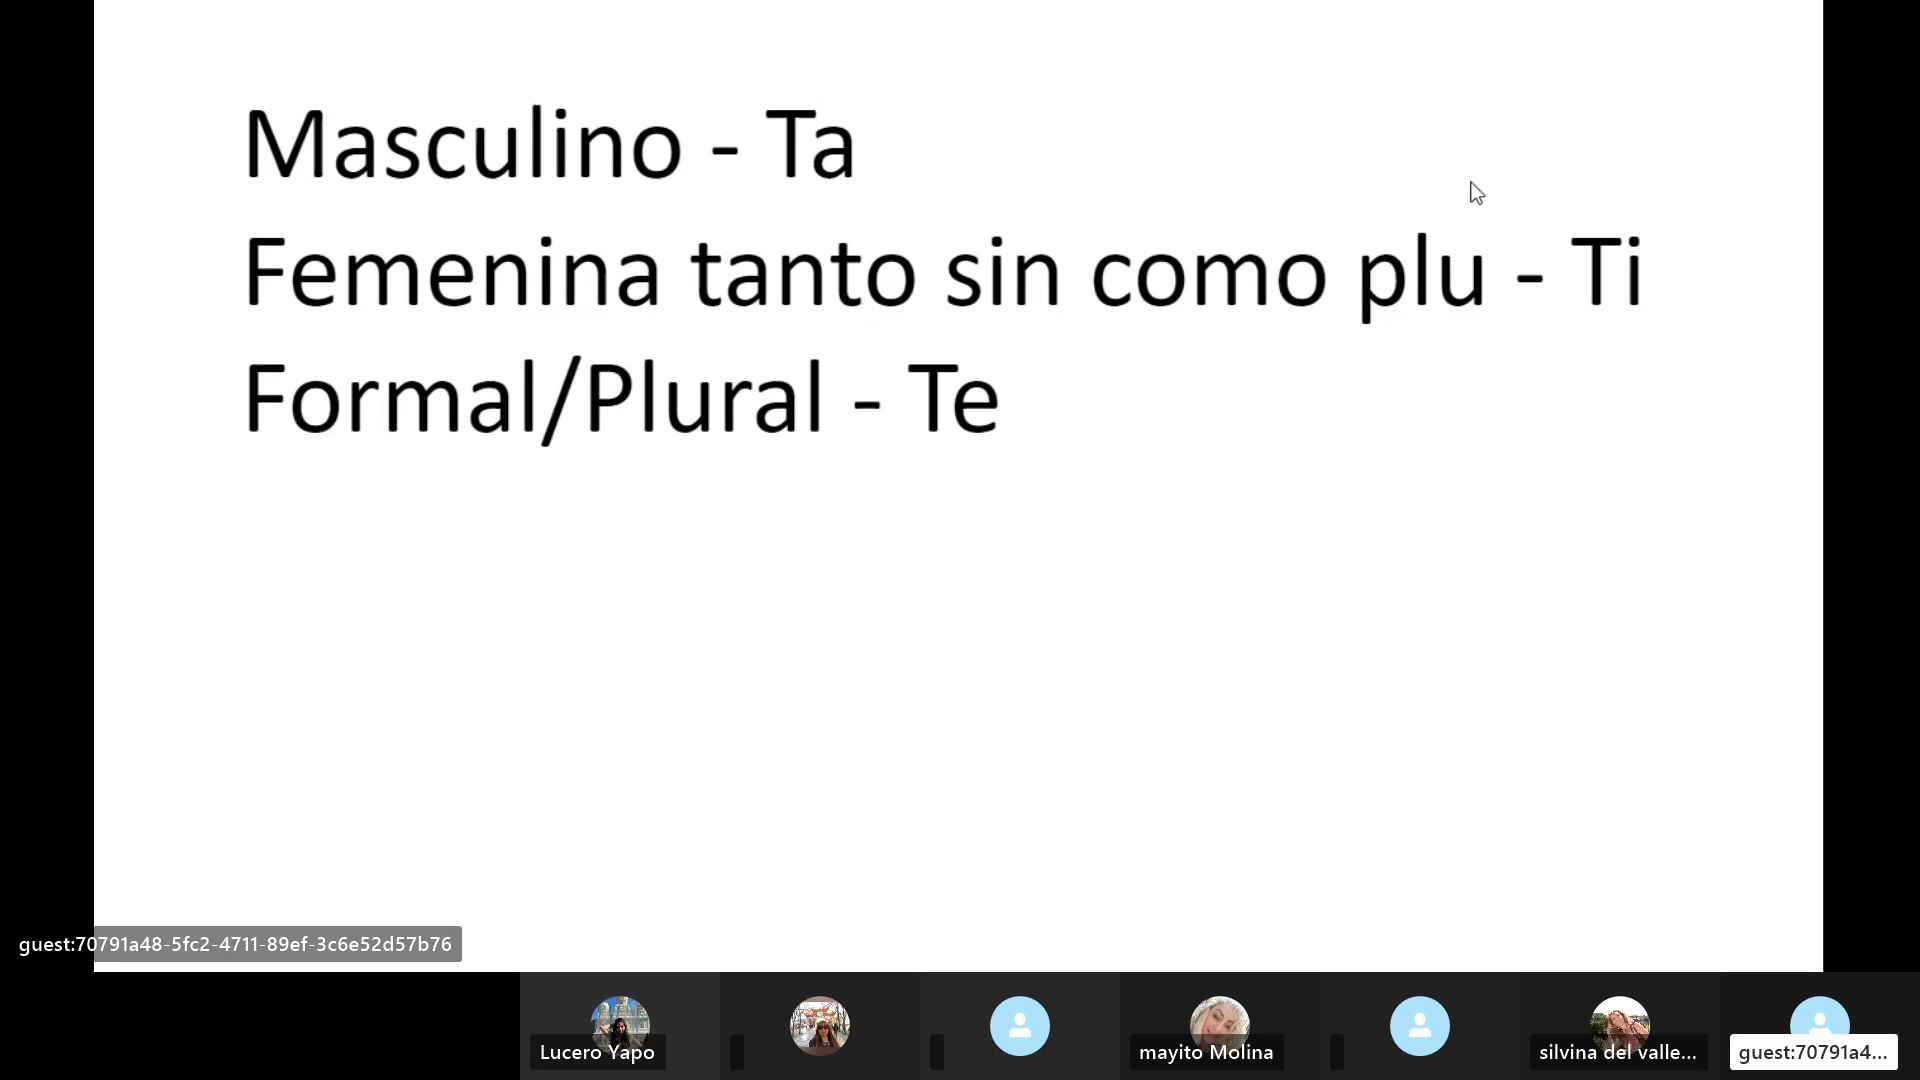 Masculino - Ta
Femenina tanto sin como plu - Ti
Formal/Plural - Te
guest:70791a48-5fc2-4711-89ef-3c6e52d57b76
Lucero Yapo
mayito Molina
silvina del valle...
guest:70791a4...